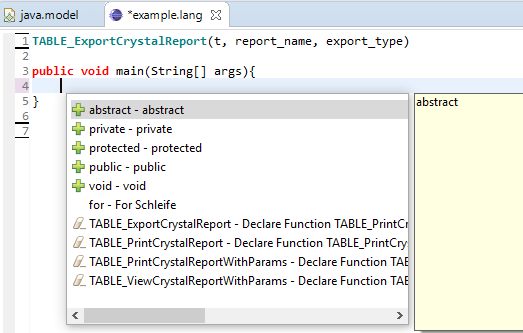 java.model
*example.lang
1 TABLE_ExportCrystalReport(t, report_name, export_type)
2
3 public void main(String[] args){
4
5 }
6
7
abstract - abstract
private - private
protected - protected
public - public
void - void
for - For Schleife
TABLE_ExportCrystalReport - Declare Function TABLE_PrintCr
TABLE_PrintCrystalReport - Declare Function TABLE_PrintCrys
TABLE_PrintCrystalReportWithParams - Declare Function TAB
TABLE_ViewCrystalReportWithParams - Declare Function TAB
abstract